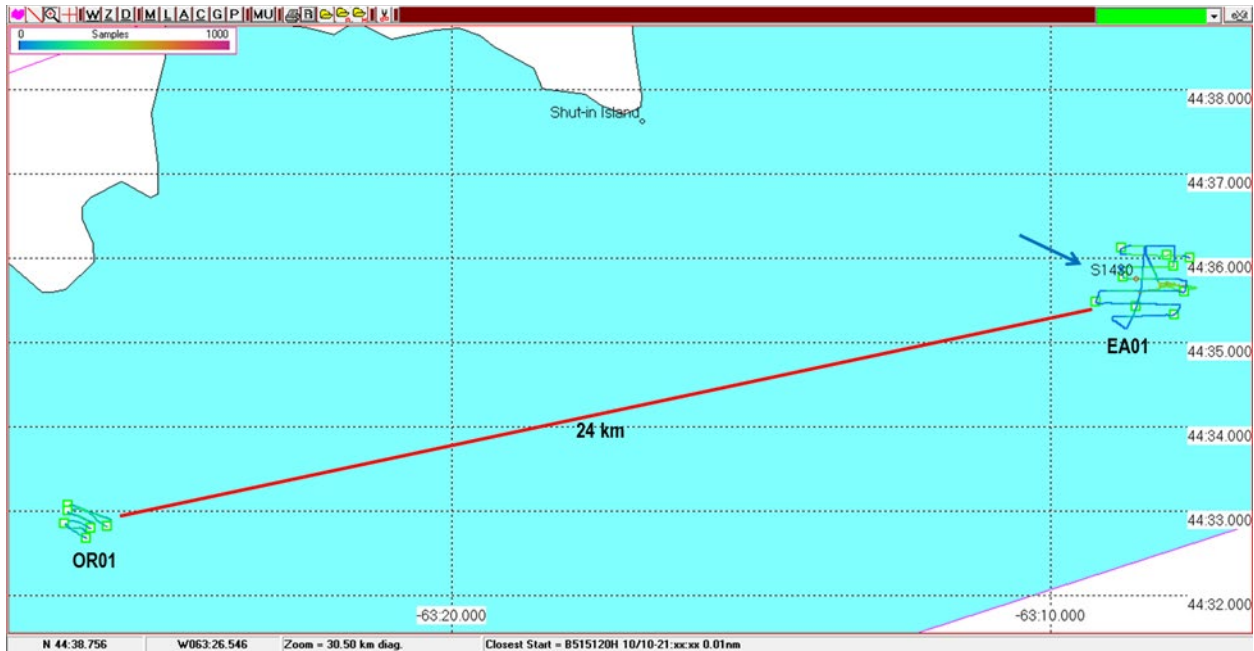 W Z D M L A C G P MU R eXit
0 Samples 1000
44:38.000
Shut-in Island
44:37.000
44:36.000
S1480
44:35.000
EA01
24 km
44:34.000
44:33.000
OR01
44:32.000
-63:20.000 -63:10.000
N 44:38.756 W063:26.546 Zoom = 30.50 km diag. Closest Start = B515120H 10/10-21:xx:xx 0.01nm